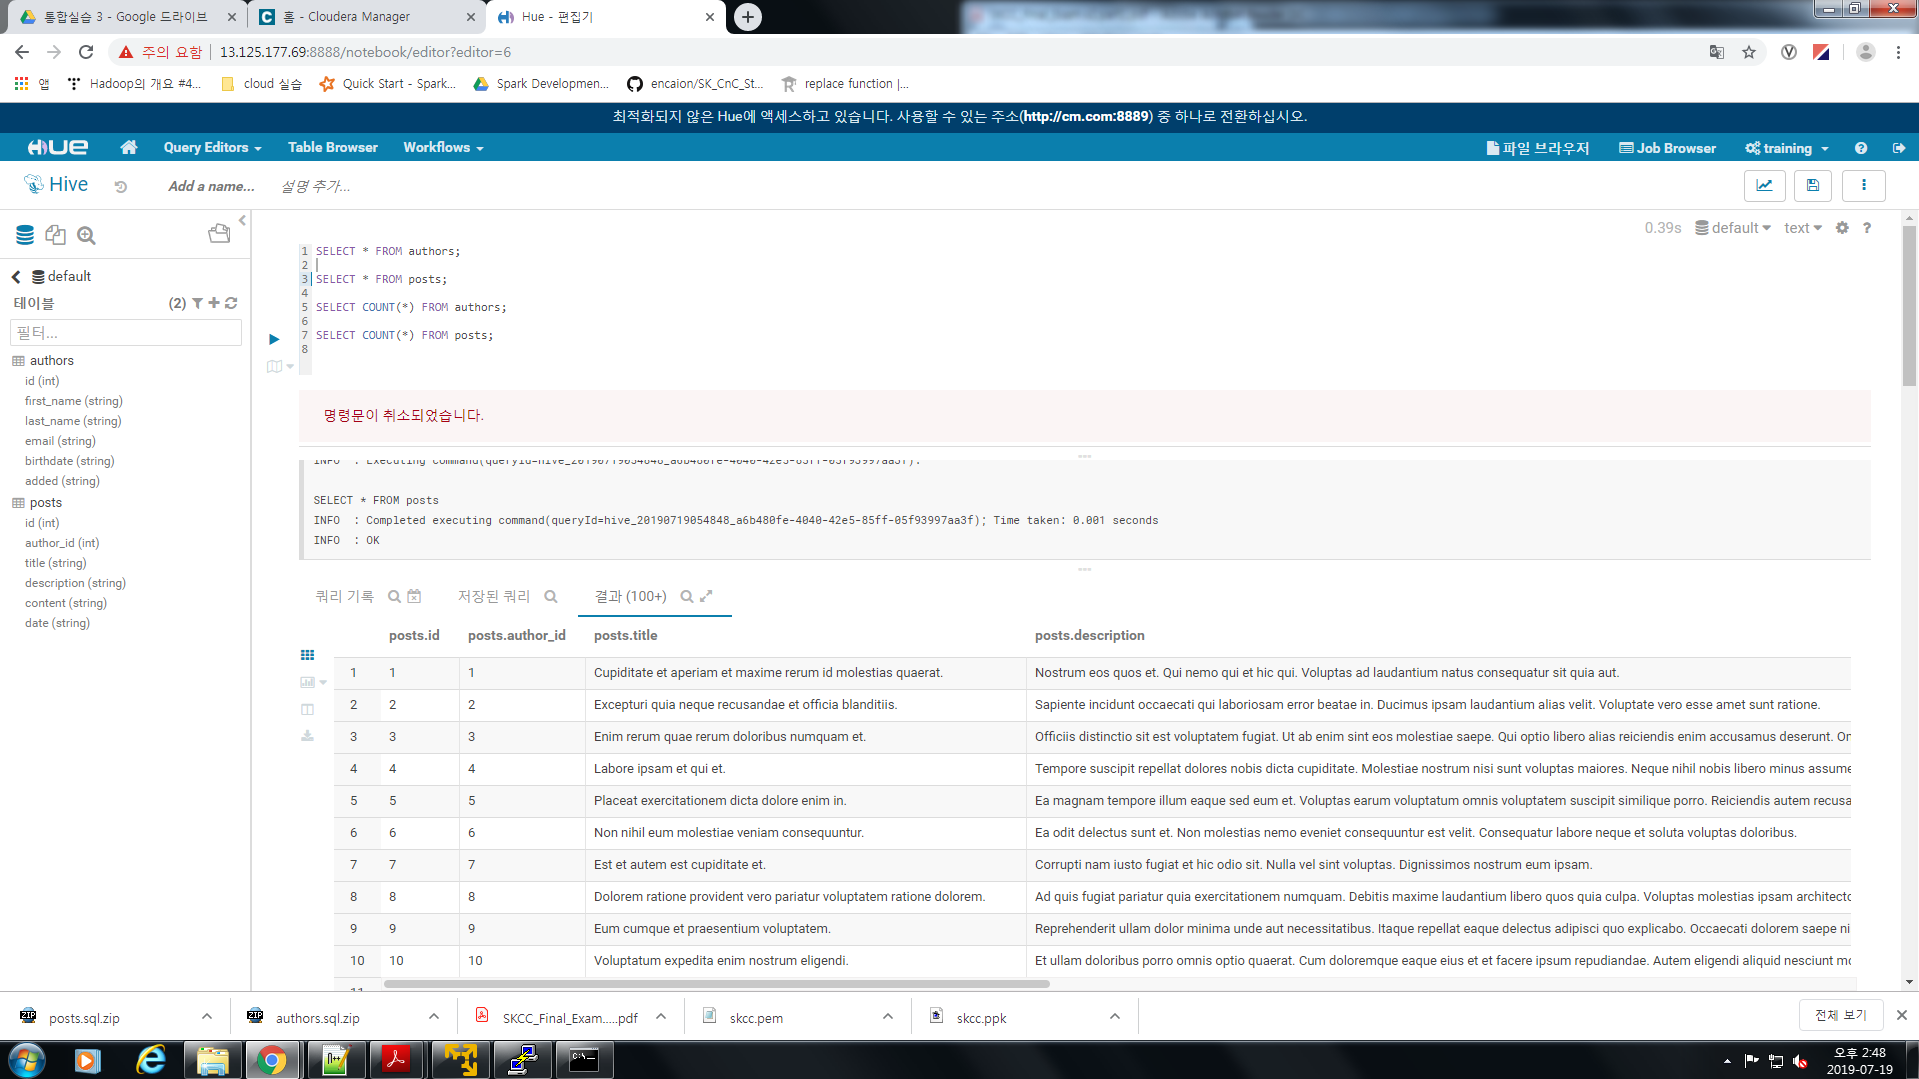 통합실습 3 - Google 드라이브
홈 - Cloudera Manager
Hue - 편집기
주의 요함
13.125.177.69:8888/notebook/editor?editor=6
앱
Hadoop의 개요 #4...
cloud 실습
Quick Start - Spark...
Spark Developmen...
encaion/SK_CnC_St...
replace function |...
최적화되지 않은 Hue에 액세스하고 있습니다. 사용할 수 있는 주소(http://cm.com:8889) 중 하나로 전환하십시오.
HUE
Query Editors
Table Browser
Workflows
파일 브라우저
Job Browser
training
Hive
Add a name...
설명 추가...
0.39s
default
text
?
default
테이블
(2)
필터...
authors
id (int)
first_name (string)
last_name (string)
email (string)
birthdate (string)
added (string)
posts
id (int)
author_id (int)
title (string)
description (string)
content (string)
date (string)
1 SELECT * FROM authors;
2
3 SELECT * FROM posts;
4
5 SELECT COUNT(*) FROM authors;
6
7 SELECT COUNT(*) FROM posts;
8
명령문이 취소되었습니다.
INFO : Executing command(queryId=hive_20190719054848_a6b480fe-4040-42e5-85ff-05f93997aa3f):
SELECT * FROM posts
INFO : Completed executing command(queryId=hive_20190719054848_a6b480fe-4040-42e5-85ff-05f93997aa3f); Time taken: 0.001 seconds
INFO : OK
쿼리 기록
저장된 쿼리
결과 (100+)
posts.id posts.author_id posts.title posts.description
1 1 1 Cupiditate et aperiam et maxime rerum id molestias quaerat. Nostrum eos quos et. Qui nemo qui et hic qui. Voluptas ad laudantium natus consequatur sit quia aut.
2 2 2 Excepturi quia neque recusandae et officia blanditiis. Sapiente incidunt occaecati qui laboriosam error beatae in. Ducimus ipsam laudantium alias velit. Voluptate vero esse amet sunt ratione.
3 3 3 Enim rerum quae rerum doloribus numquam et. Officiis distinctio sit est voluptatem fugiat. Ut ab enim sint eos molestiae saepe. Qui optio libero alias reiciendis enim accusamus deserunt. Or
4 4 4 Labore ipsam et qui et. Tempore suscipit repellat dolores nobis dicta cupiditate. Molestiae nostrum nisi sunt voluptas maiores. Neque nihil nobis libero minus assume
5 5 5 Placeat exercitationem dicta dolore enim in. Ea magnam tempore illum eaque sed eum et. Voluptas earum voluptatum omnis voluptatem suscipit similique porro. Reiciendis autem recusa
6 6 6 Non nihil eum molestiae veniam consequuntur. Ea odit delectus sunt et. Non molestias nemo eveniet consequuntur est velit. Consequatur labore neque et soluta voluptas doloribus.
7 7 7 Est et autem est cupiditate et. Corrupti nam iusto fugiat et hic odio sit. Nulla vel sint voluptas. Dignissimos nostrum eum ipsam.
8 8 8 Dolorem ratione provident vero pariatur voluptatem ratione dolorem. Ad quis fugiat pariatur quia exercitationem numquam. Debitis maxime laudantium libero quos quia culpa. Voluptas molestias ipsam architecto
9 9 9 Eum cumque et praesentium voluptatem. Reprehenderit ullam dolor minima unde aut necessitatibus. Itaque repellat eaque delectus adipisci quo explicabo. Occaecati dolorem saepe ni
10 10 10 Voluptatum expedita enim nostrum eligendi. Et ullam doloribus porro omnis optio quaerat. Cum doloremque eaque eius et et facere ipsum repudiandae. Autem eligendi aliquid nesciunt mo
11
posts.sql.zip
authors.sql.zip
SKCC_Final_Exam.....pdf
skcc.pem
skcc.ppk
전체 보기
오후 2:48
2019-07-19